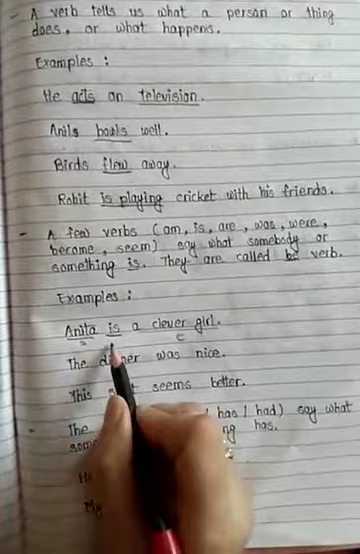 - A verb tells us what a person or thing
does, or what happens.
Examples :
He acts on television.
Anils bowls well.
Birds flew away.
Rohit is playing cricket with his friends.
- A few verbs (am, is, are, was, were,
become, seem) say what somebody or
something is. They are called be verb.
Examples :
Anita is a clever girl.
s c
The was nice.
This seems better.
The has / had) say what
has.